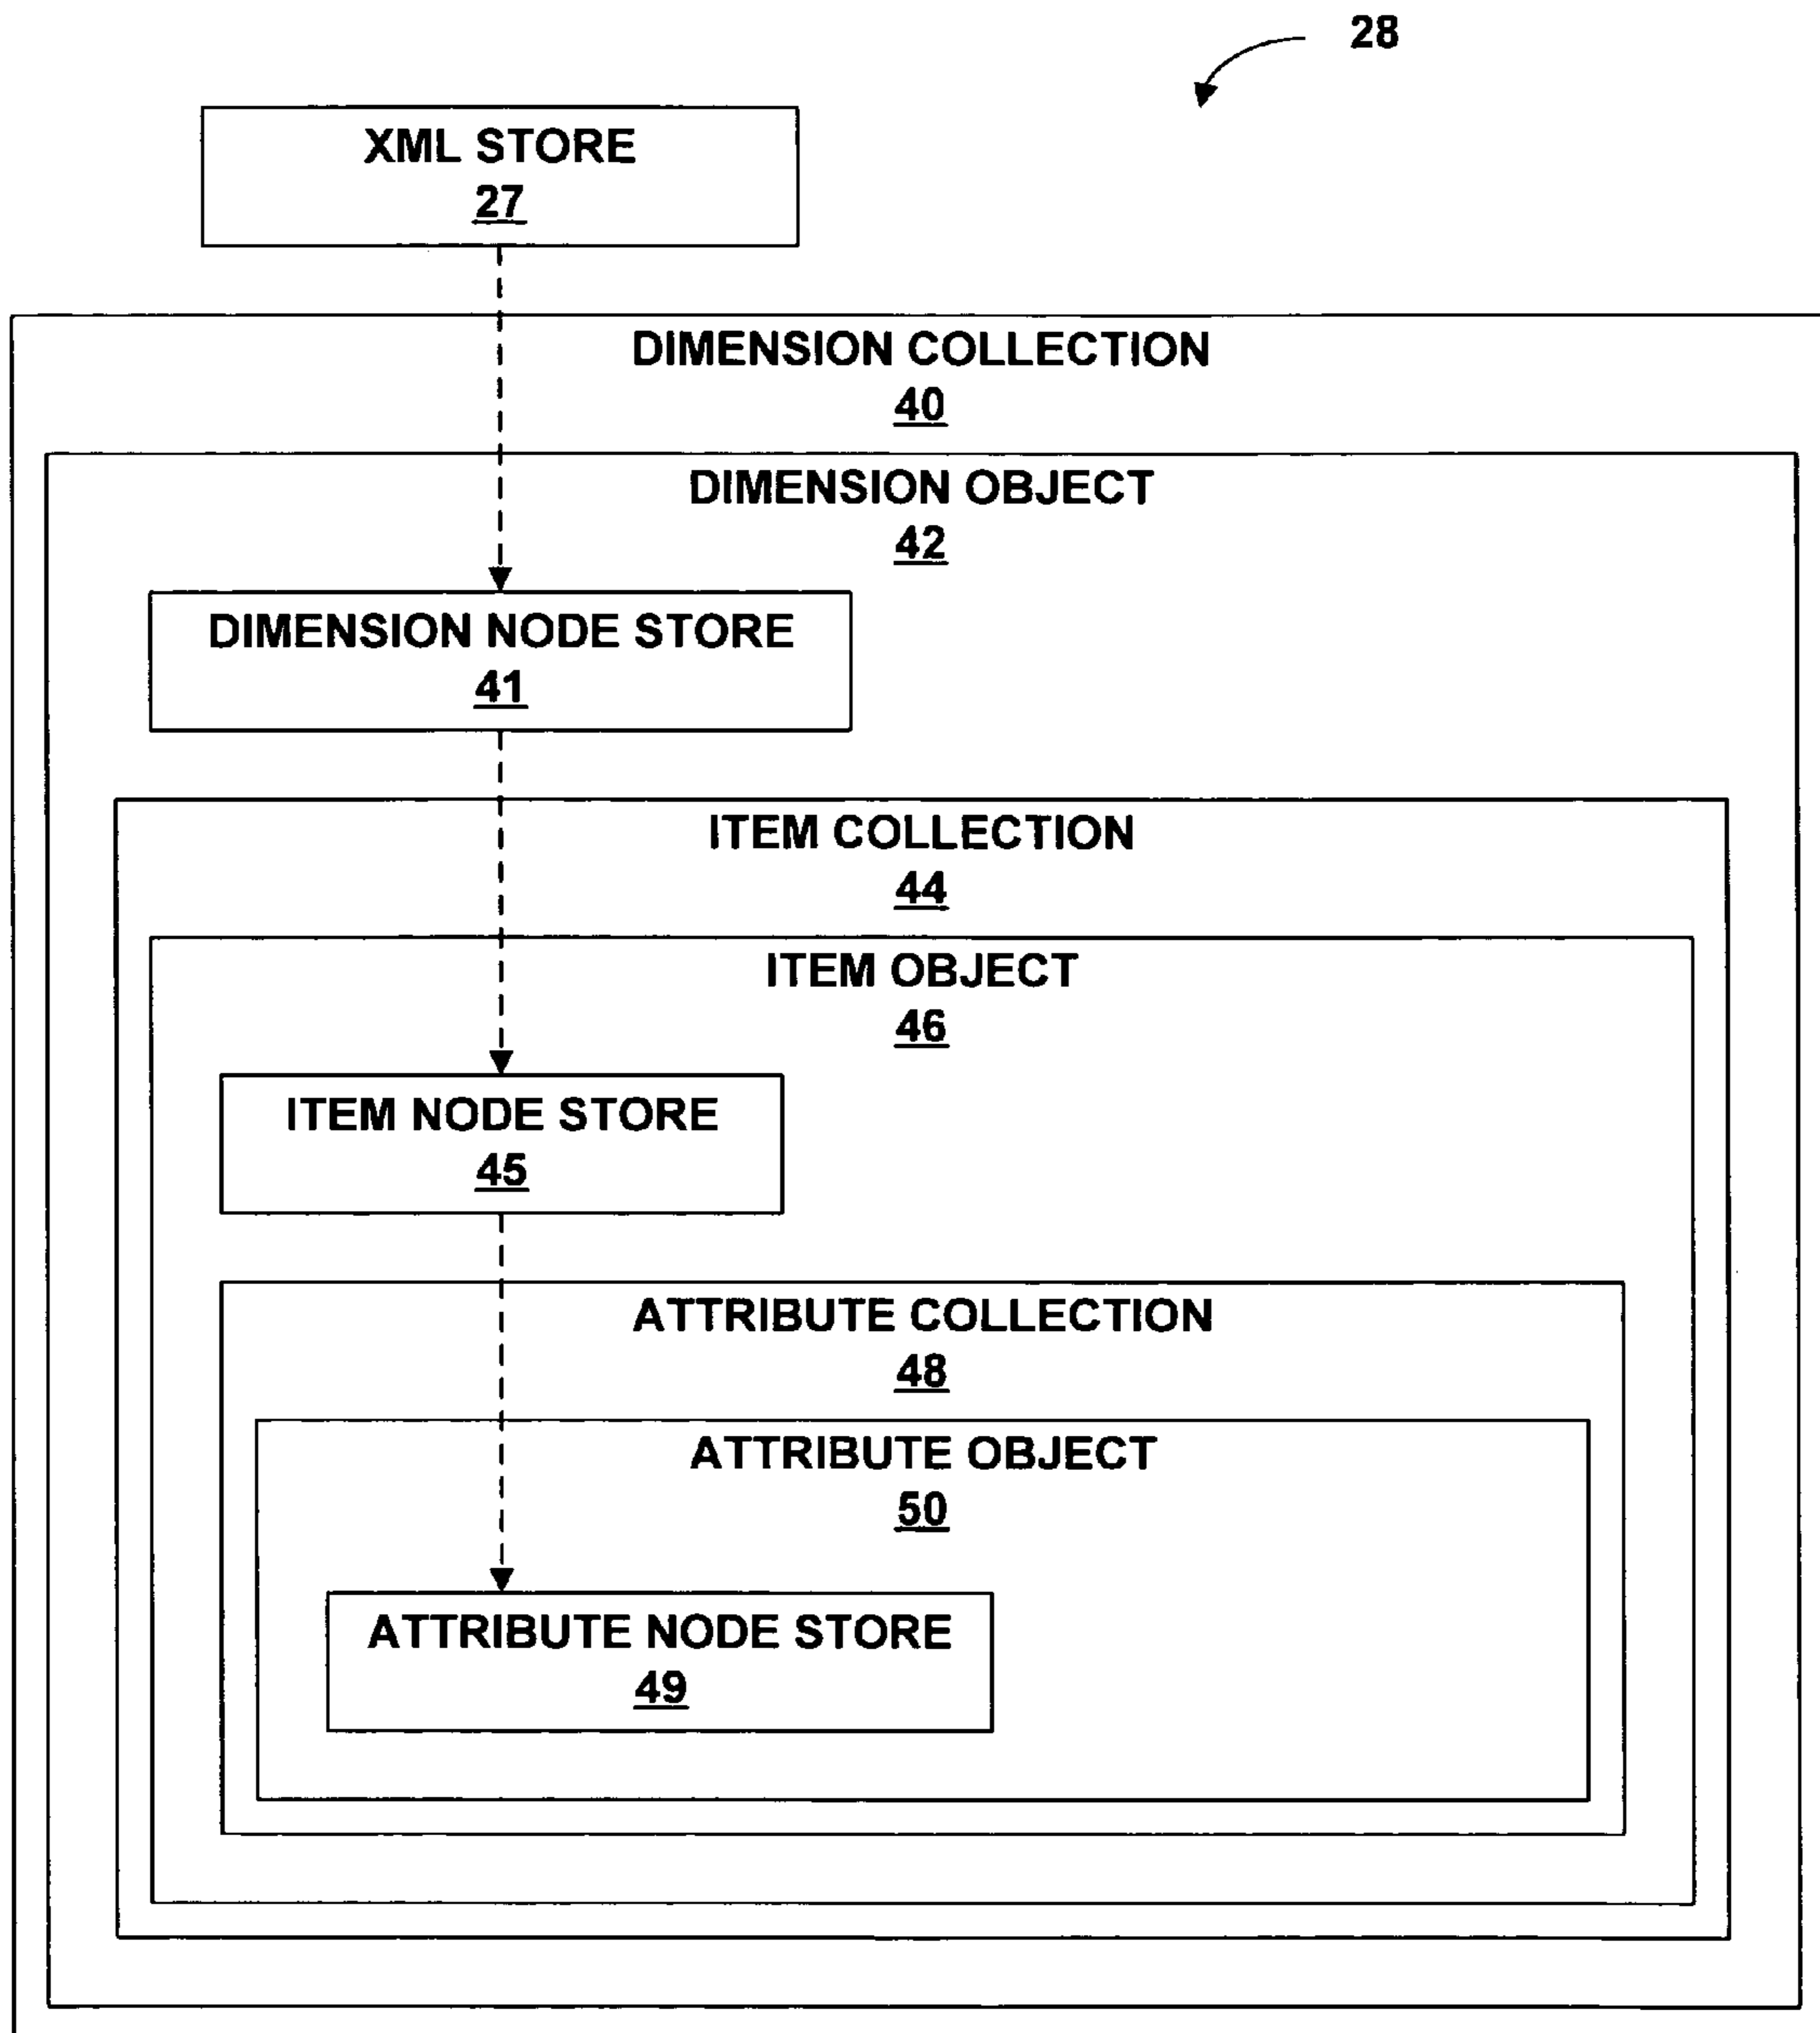 28
XML STORE
27
DIMENSION COLLECTION
40
DIMENSION OBJECT
42
DIMENSION NODE STORE
41
ITEM COLLECTION
44
ITEM OBJECT
46
ITEM NODE STORE
45
ATTRIBUTE COLLECTION
48
ATTRIBUTE OBJECT
50
ATTRIBUTE NODE STORE
49